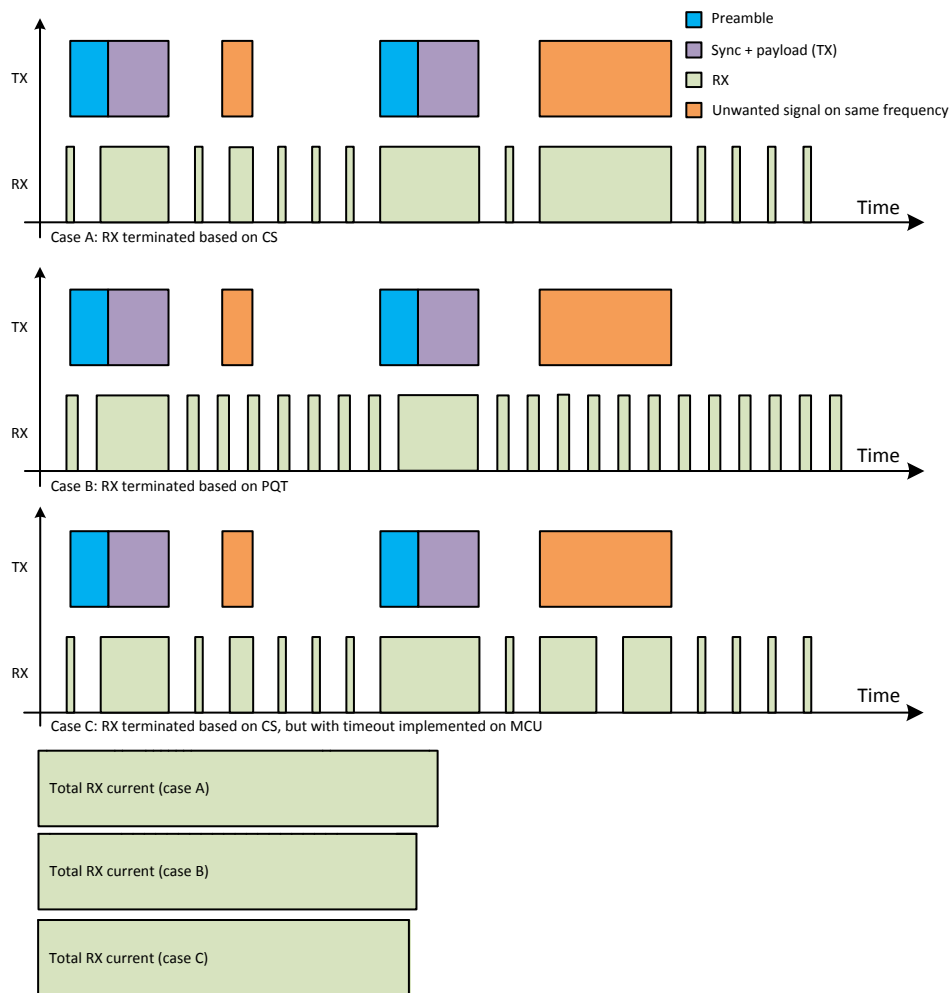 Preamble
Sync + payload (TX)
RX
Unwanted signal on same frequency
TX
RX
Time
Case A: RX terminated based on CS
TX
RX
Time
Case B: RX terminated based on PQT
TX
RX
Time
Case C: RX terminated based on CS, but with timeout implemented on MCU
Total RX current (case A)
Total RX current (case B)
Total RX current (case C)